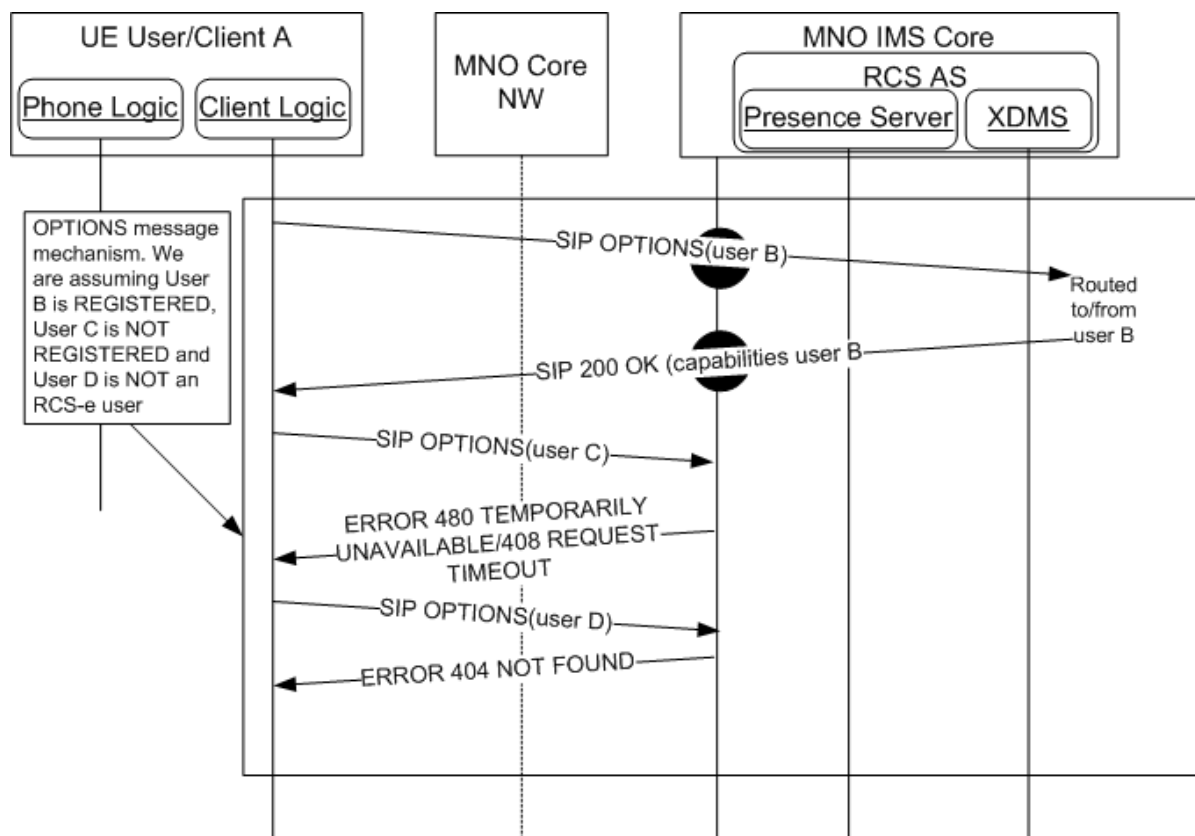 UE User/Client A
Phone Logic
Client Logic
MNO Core
NW
MNO IMS Core
RCS AS
Presence Server
XDMS
OPTIONS message
mechanism. We
are assuming User
B is REGISTERED,
User C is NOT
REGISTERED and
User D is NOT an
RCS-e user
SIP OPTIONS(user B)
Routed
to/from
user B
SIP 200 OK (capabilities user B
SIP OPTIONS(user C)
ERROR 480 TEMPORARILY
UNAVAILABLE/408 REQUEST
TIMEOUT
SIP OPTIONS(user D)
ERROR 404 NOT FOUND